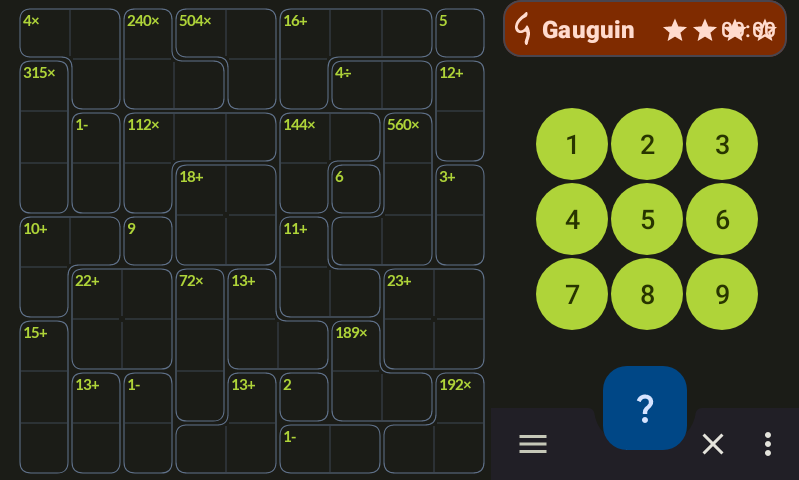 4× 240× 504× 16+ 5
315× 4÷ 12+
1- 112× 144× 560×
18+ 6 3+
10+ 9 11+
22+ 72× 13+ 23+
15+ 189×
13+ 1- 13+ 2 192×
1-
Gauguin
1 2 3
4 5 6
7 8 9
?